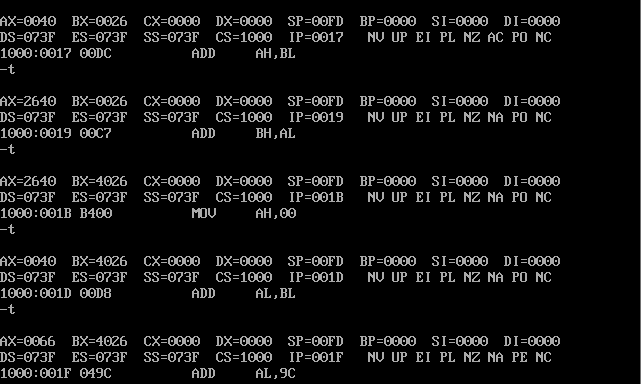 AX=0040  BX=0026  CX=0000  DX=0000  SP=00FD  BP=0000  SI=0000  DI=0000
DS=073F  ES=073F  SS=073F  CS=1000  IP=0017   NV UP EI PL NZ AC PO NC
1000:0017 00DC          ADD     AH,BL
-t
AX=2640  BX=0026  CX=0000  DX=0000  SP=00FD  BP=0000  SI=0000  DI=0000
DS=073F  ES=073F  SS=073F  CS=1000  IP=0019   NV UP EI PL NZ NA PO NC
1000:0019 00C7          ADD     BH,AL
-t
AX=2640  BX=4026  CX=0000  DX=0000  SP=00FD  BP=0000  SI=0000  DI=0000
DS=073F  ES=073F  SS=073F  CS=1000  IP=001B   NV UP EI PL NZ NA PO NC
1000:001B B400          MOV     AH,00
-t
AX=0040  BX=4026  CX=0000  DX=0000  SP=00FD  BP=0000  SI=0000  DI=0000
DS=073F  ES=073F  SS=073F  CS=1000  IP=001D   NV UP EI PL NZ NA PO NC
1000:001D 00D8          ADD     AL,BL
-t
AX=0066  BX=4026  CX=0000  DX=0000  SP=00FD  BP=0000  SI=0000  DI=0000
DS=073F  ES=073F  SS=073F  CS=1000  IP=001F   NV UP EI PL NZ NA PE NC
1000:001F 049C          ADD     AL,9C